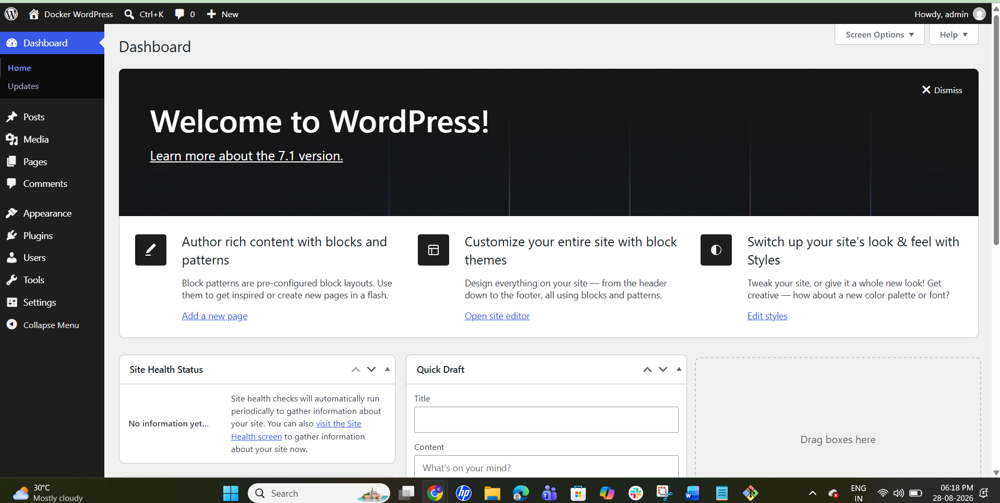 Docker WordPress
Ctrl+K
0
New
Howdy, admin
Dashboard
Home
Updates
Posts
Media
Pages
Comments
Appearance
Plugins
Users
Tools
Settings
Collapse Menu
Screen Options
Help
Dashboard
Dismiss
Welcome to WordPress!
Learn more about the 7.1 version.
Author rich content with blocks and
patterns
Block patterns are pre-configured block layouts. Use
them to get inspired or create new pages in a flash.
Add a new page
Customize your entire site with block
themes
Design everything on your site — from the header
down to the footer, all using blocks and patterns.
Open site editor
Switch up your site’s look & feel with
Styles
Tweak your site, or give it a whole new look! Get
creative — how about a new color palette or font?
Edit styles
Site Health Status
No information yet...
Site health checks will automatically run
periodically to gather information about
your site. You can also visit the Site
Health screen to gather information
about your site now.
Quick Draft
Title
Content
What’s on your mind?
Drag boxes here
30°C
Mostly cloudy
Search
ENG
IN
06:18 PM
28-08-2026